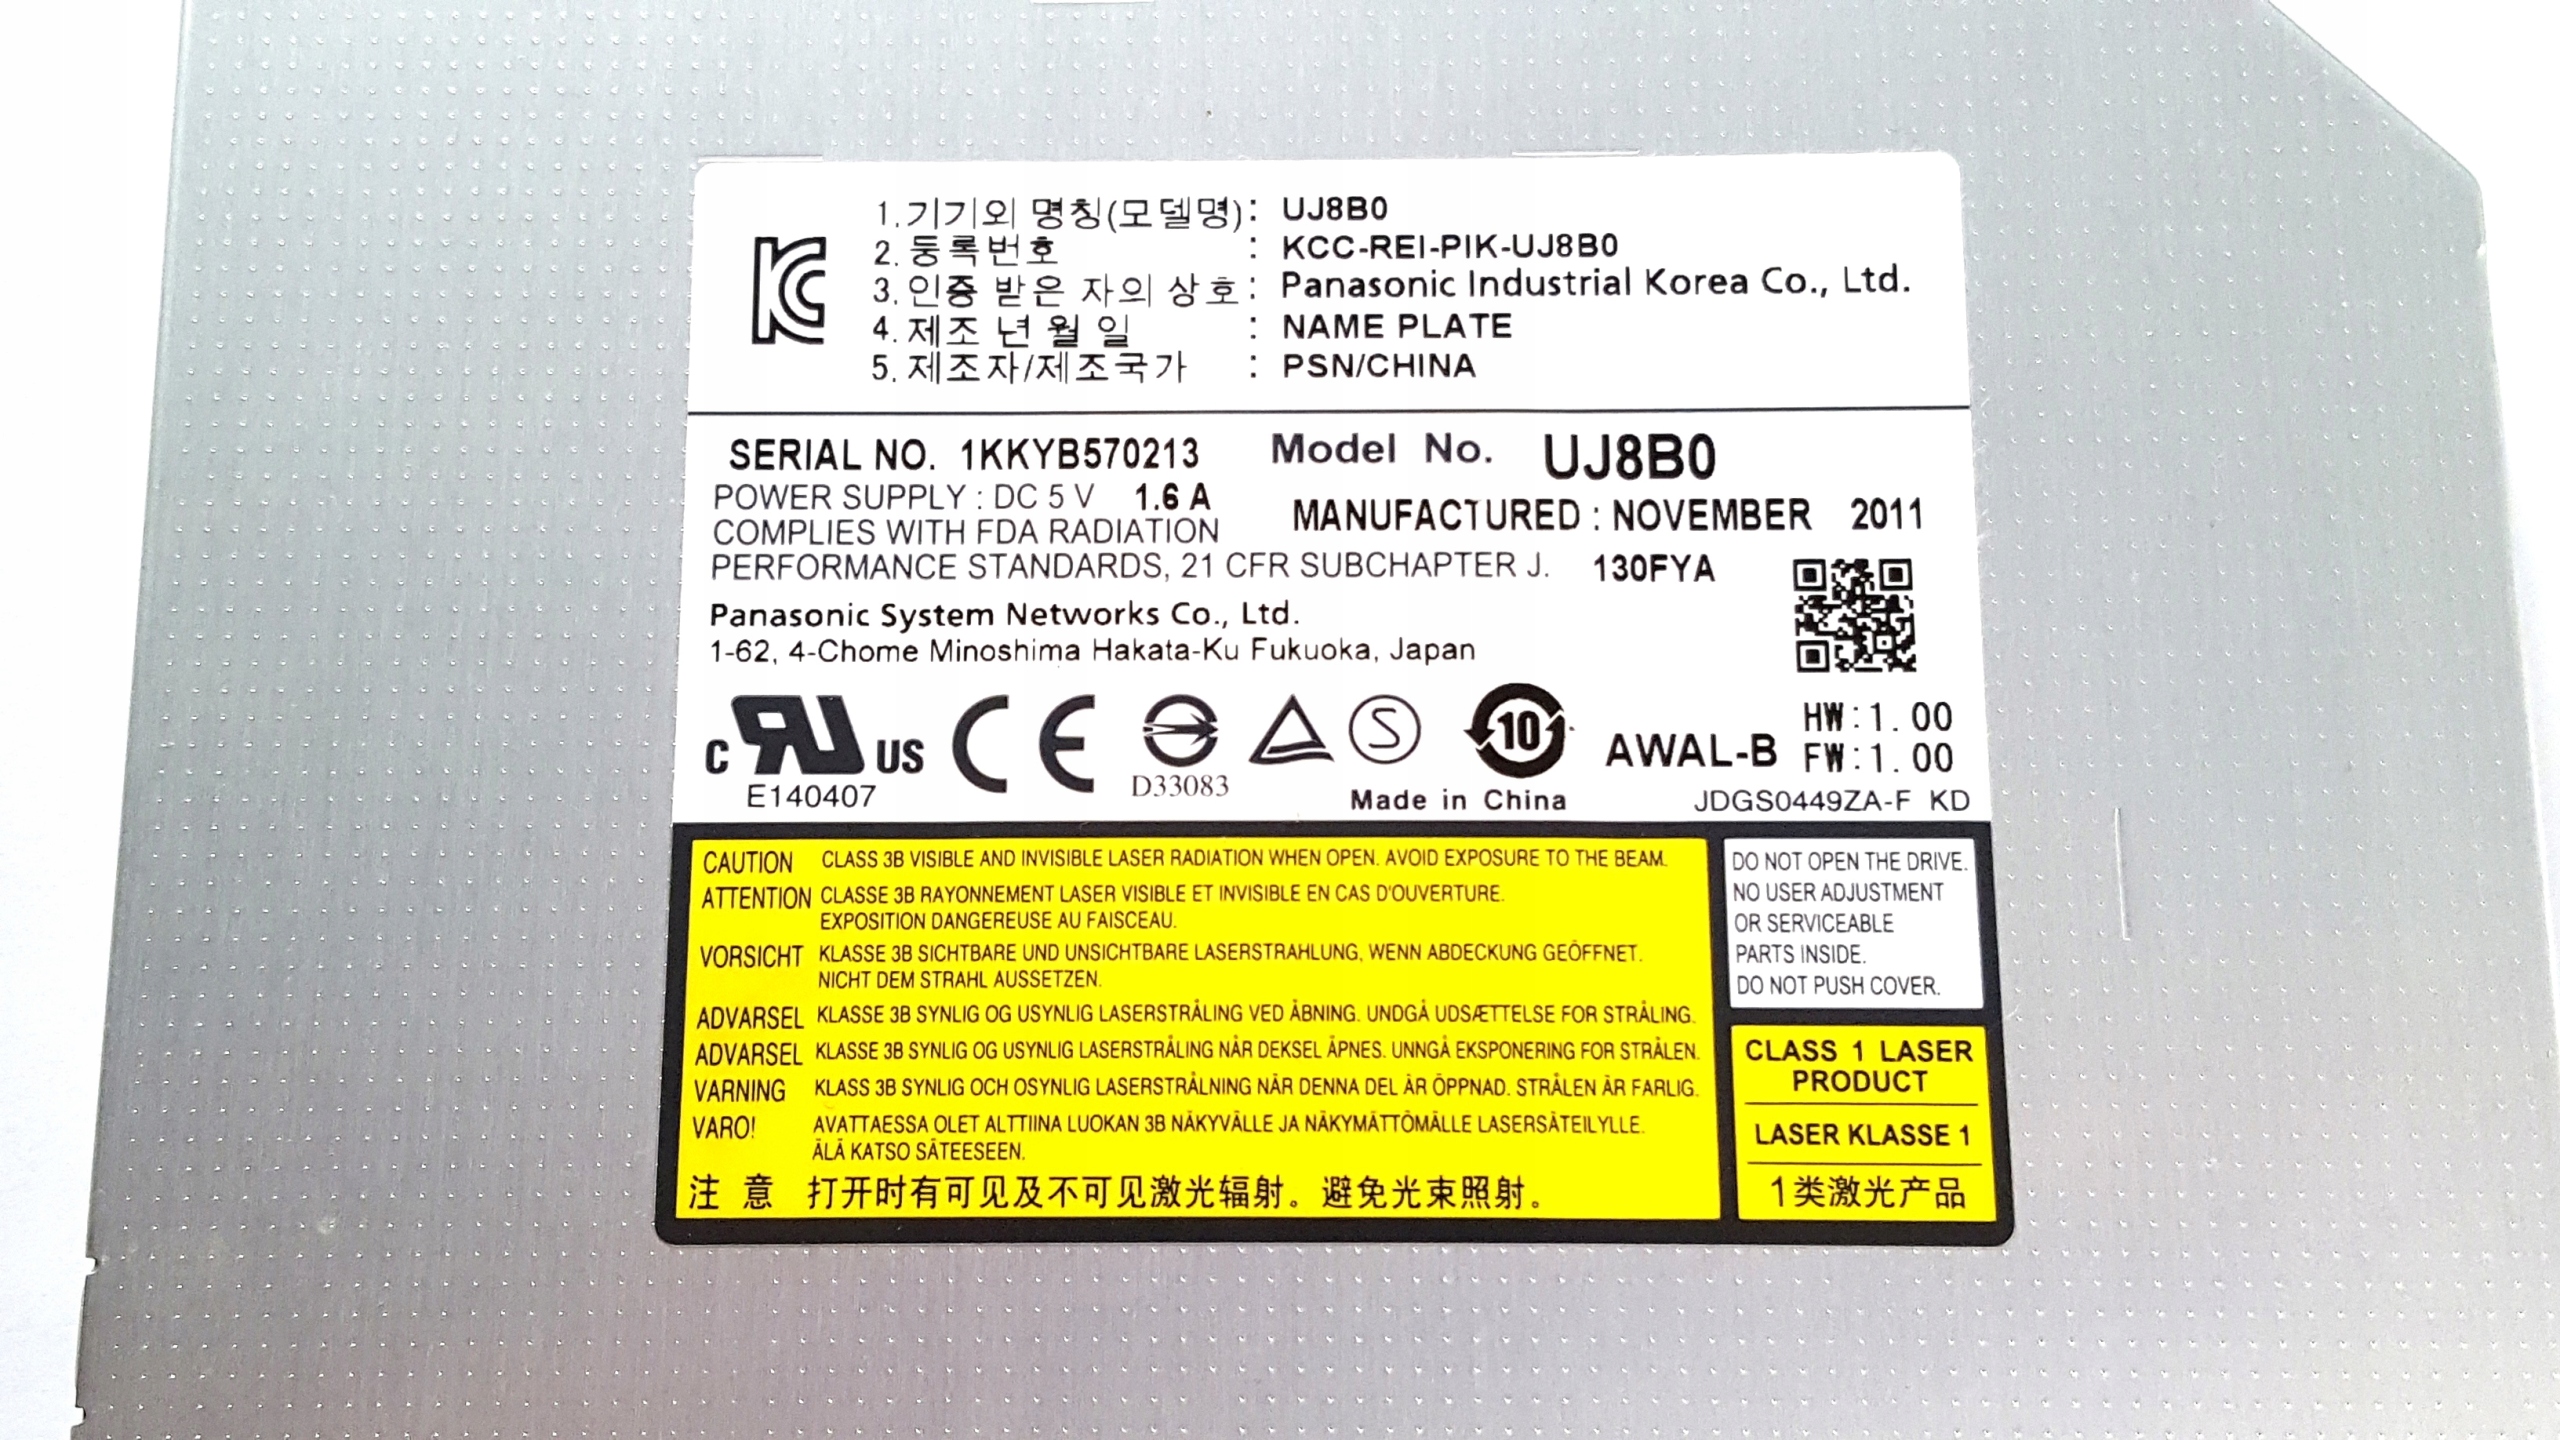 1.기기외 명칭(모델명): UJ8B0
2.등록번호 : KCC-REI-PIK-UJ8B0
3.인증 받은 자의 상호: Panasonic Industrial Korea Co., Ltd.
4.제조 년 월 일 : NAME PLATE
5.제조자/제조국가 : PSN/CHINA
SERIAL NO. 1KKYB570213 Model No. UJ8B0
POWER SUPPLY : DC 5 V 1.6 A
MANUFACTURED : NOVEMBER 2011
COMPLIES WITH FDA RADIATION
PERFORMANCE STANDARDS, 21 CFR SUBCHAPTER J. 130FYA
Panasonic System Networks Co., Ltd.
1-62, 4-Chome Minoshima Hakata-Ku Fukuoka, Japan
C RU US CE S 10 AWAL-B HW:1.00
FW:1.00
E140407 D33083 Made in China JDGS0449ZA-F KD
CAUTION CLASS 3B VISIBLE AND INVISIBLE LASER RADIATION WHEN OPEN. AVOID EXPOSURE TO THE BEAM.
ATTENTION CLASSE 3B RAYONNEMENT LASER VISIBLE ET INVISIBLE EN CAS D'OUVERTURE.
EXPOSITION DANGEREUSE AU FAISCEAU.
VORSICHT KLASSE 3B SICHTBARE UND UNSICHTBARE LASERSTRAHLUNG, WENN ABDECKUNG GEÖFFNET.
NICHT DEM STRAHL AUSSETZEN.
ADVARSEL KLASSE 3B SYNLIG OG USYNLIG LASERSTRÅLING VED ÅBNING. UNDGÅ UDSÆTTELSE FOR STRÅLING.
ADVARSEL KLASSE 3B SYNLIG OG USYNLIG LASERSTRÅLING NÅR DEKSEL ÅPNES. UNNGÅ EKSPONERING FOR STRÅLEN.
VARNING KLASS 3B SYNLIG OCH OSYNLIG LASERSTRÅLNING NÄR DENNA DEL ÄR ÖPPNAD. STRÅLEN ÄR FARLIG.
VARO! AVATTAESSA OLET ALTTIINA LUOKAN 3B NÄKYVÄLLE JA NÄKYMÄTTÖMÄLLE LASERSÄTEILYLLE.
ÄLÄ KATSO SÄTEESEEN.
注 意 打开时有可见及不可见激光辐射。避免光束照射。
DO NOT OPEN THE DRIVE.
NO USER ADJUSTMENT
OR SERVICEABLE
PARTS INSIDE.
DO NOT PUSH COVER.
CLASS 1 LASER
PRODUCT
LASER KLASSE 1
1类激光产品